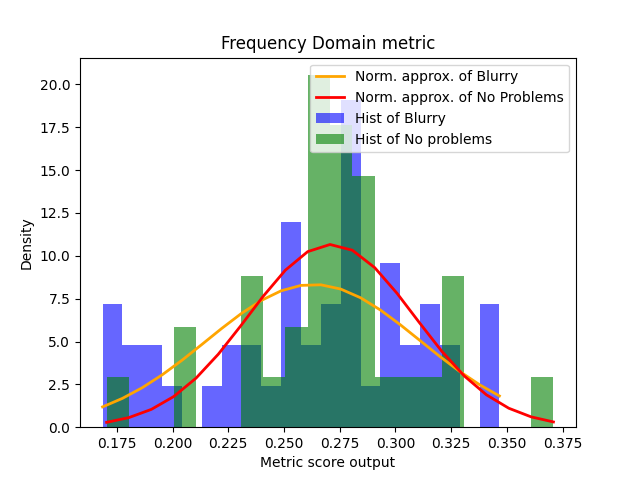 Frequency Domain metric
Norm. approx. of Blurry
Norm. approx. of No Problems
Hist of Blurry
Hist of No problems
20.0
17.5
15.0
12.5
10.0
7.5
5.0
2.5
0.0
Density
0.175 0.200 0.225 0.250 0.275 0.300 0.325 0.350 0.375
Metric score output